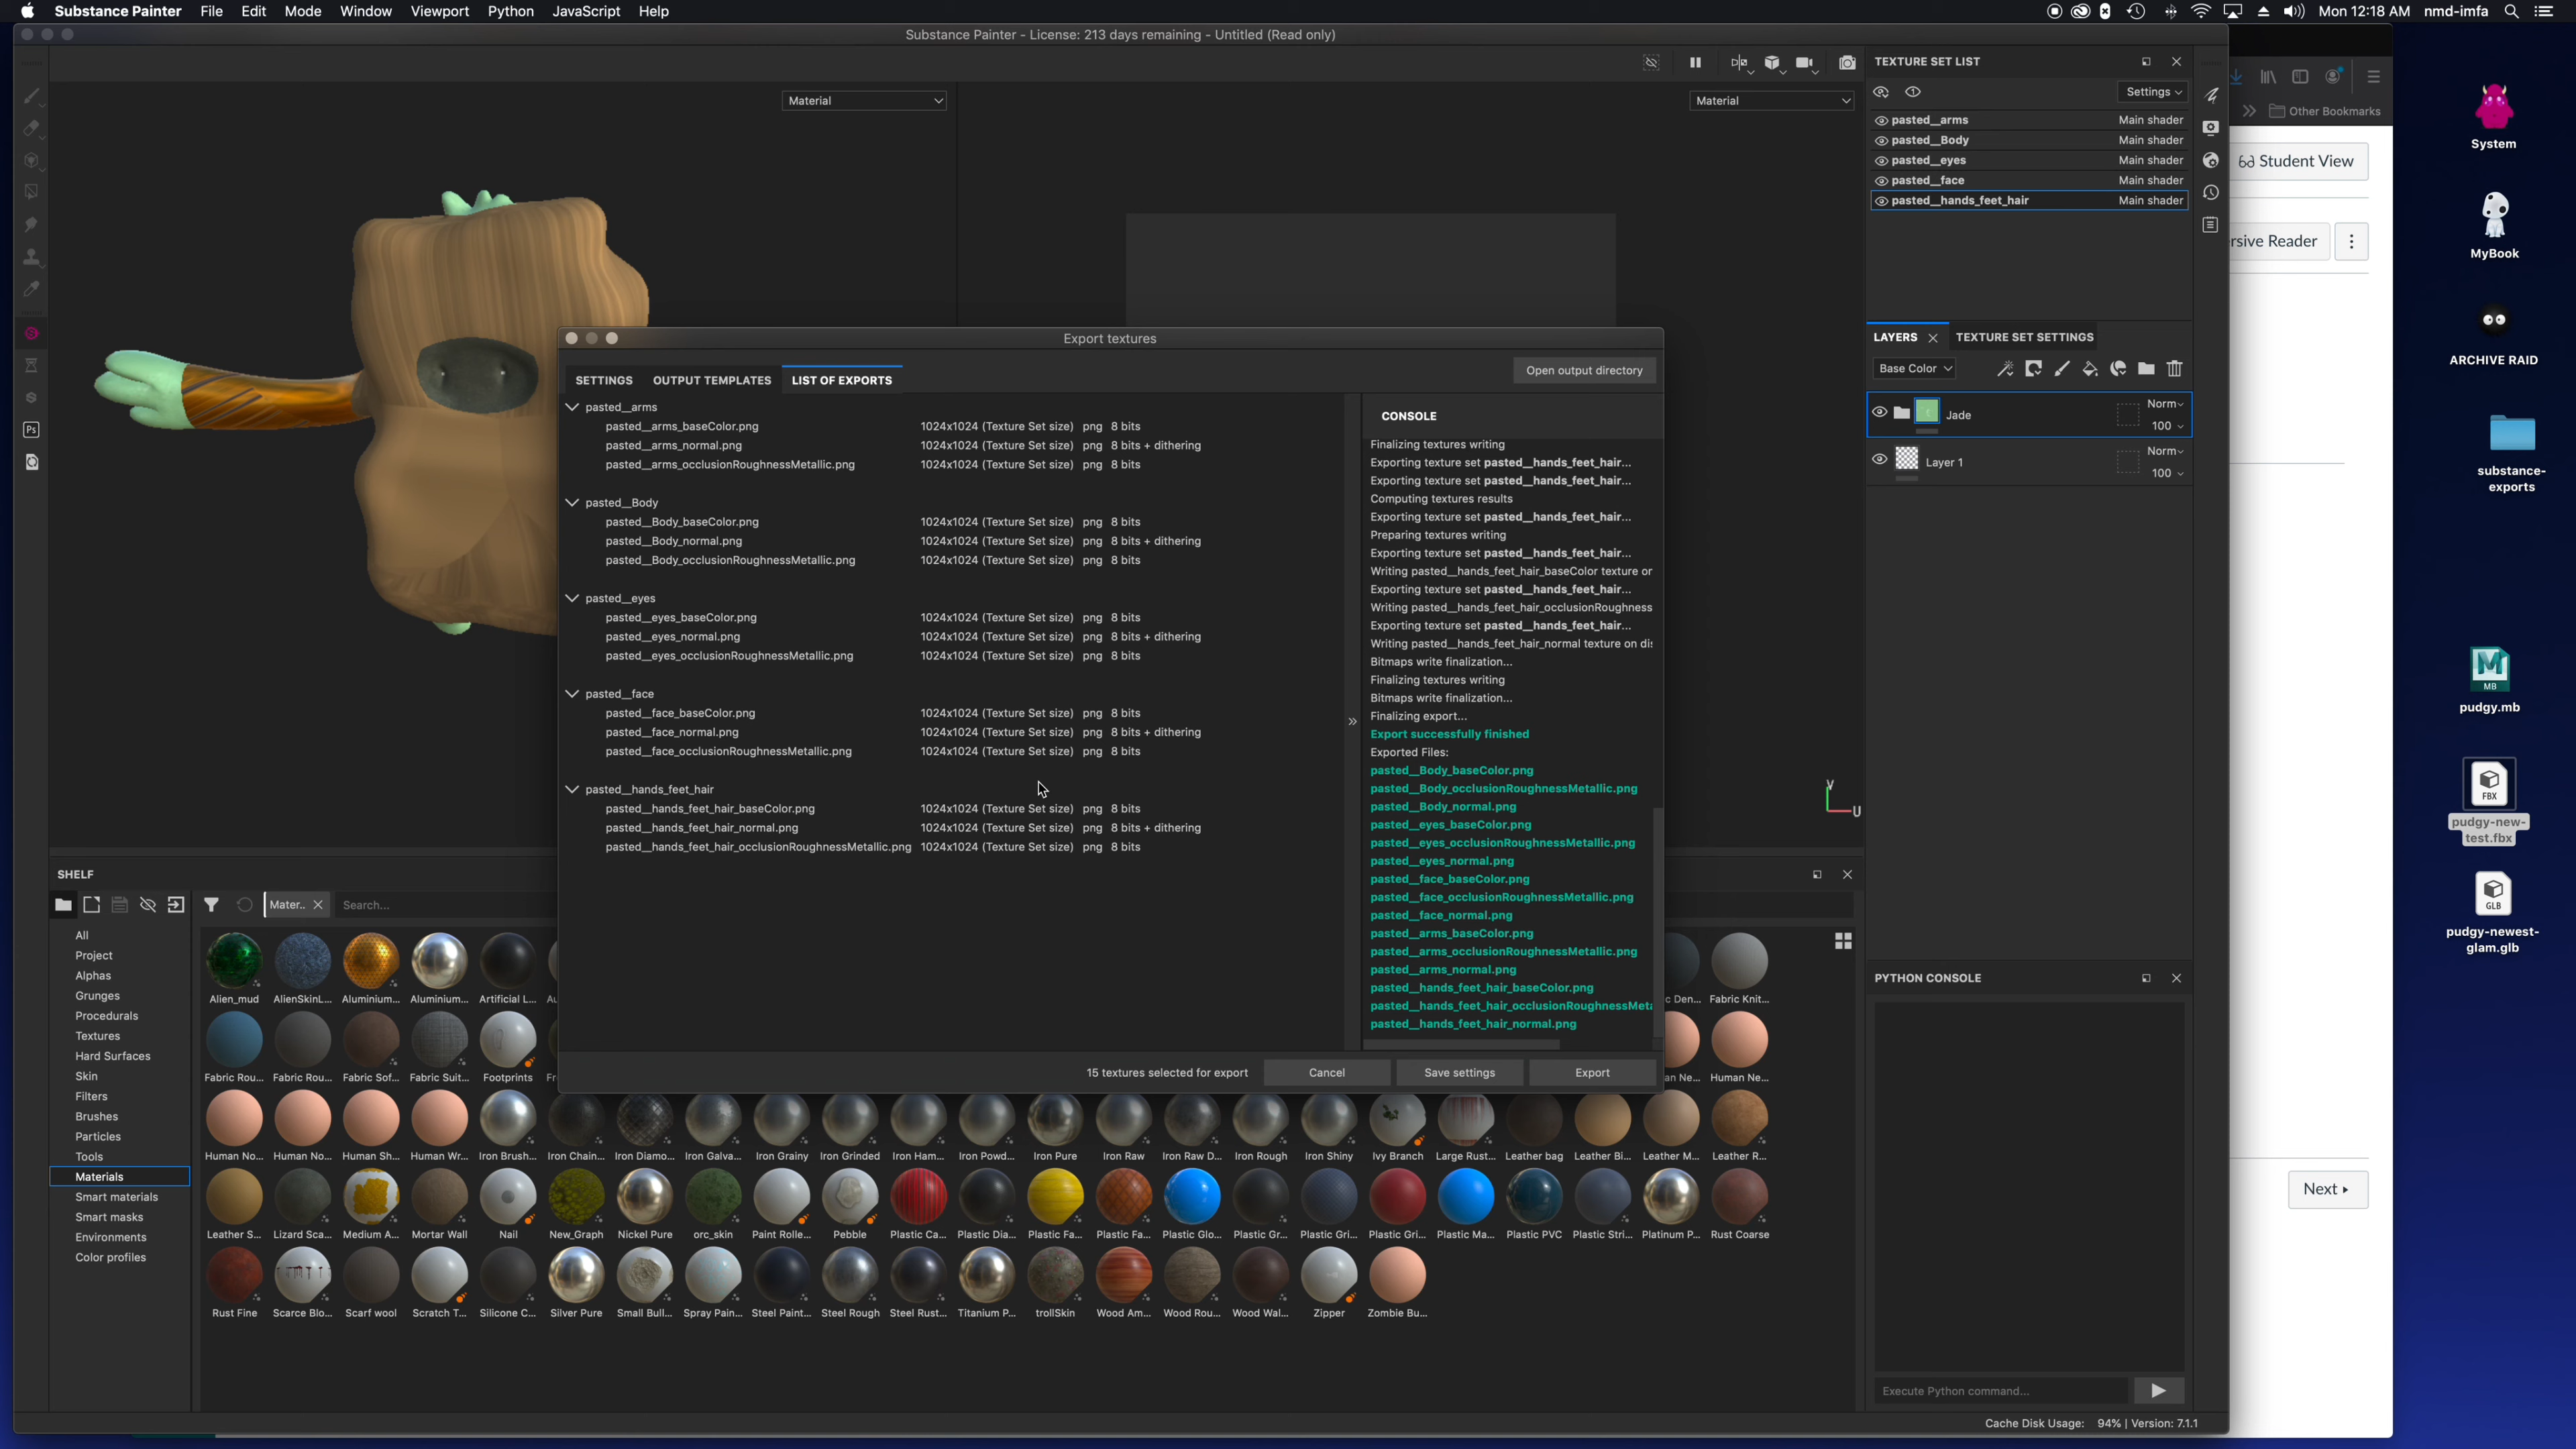 Substance Painter File Edit Mode Window Viewport Python JavaScript Help Mon 12:18 AM nmd-imfa
Substance Painter - License: 213 days remaining - Untitled (Read only)
Material
Material
TEXTURE SET LIST
Settings
pasted__arms Main shader
pasted__Body Main shader
pasted__eyes Main shader
pasted__face Main shader
pasted__hands_feet_hair Main shader
LAYERS TEXTURE SET SETTINGS
Base Color
Jade Norm 100
Layer 1 Norm 100
Export textures
SETTINGS OUTPUT TEMPLATES LIST OF EXPORTS Open output directory
pasted__arms
pasted__arms_baseColor.png 1024x1024 (Texture Set size) png 8 bits
pasted__arms_normal.png 1024x1024 (Texture Set size) png 8 bits + dithering
pasted__arms_occlusionRoughnessMetallic.png 1024x1024 (Texture Set size) png 8 bits
pasted__Body
pasted__Body_baseColor.png 1024x1024 (Texture Set size) png 8 bits
pasted__Body_normal.png 1024x1024 (Texture Set size) png 8 bits + dithering
pasted__Body_occlusionRoughnessMetallic.png 1024x1024 (Texture Set size) png 8 bits
pasted__eyes
pasted__eyes_baseColor.png 1024x1024 (Texture Set size) png 8 bits
pasted__eyes_normal.png 1024x1024 (Texture Set size) png 8 bits + dithering
pasted__eyes_occlusionRoughnessMetallic.png 1024x1024 (Texture Set size) png 8 bits
pasted__face
pasted__face_baseColor.png 1024x1024 (Texture Set size) png 8 bits
pasted__face_normal.png 1024x1024 (Texture Set size) png 8 bits + dithering
pasted__face_occlusionRoughnessMetallic.png 1024x1024 (Texture Set size) png 8 bits
pasted__hands_feet_hair
pasted__hands_feet_hair_baseColor.png 1024x1024 (Texture Set size) png 8 bits
pasted__hands_feet_hair_normal.png 1024x1024 (Texture Set size) png 8 bits + dithering
pasted__hands_feet_hair_occlusionRoughnessMetallic.png 1024x1024 (Texture Set size) png 8 bits
CONSOLE
Finalizing textures writing
Exporting texture set pasted__hands_feet_hair...
Exporting texture set pasted__hands_feet_hair...
Computing textures results
Exporting texture set pasted__hands_feet_hair...
Preparing textures writing
Exporting texture set pasted__hands_feet_hair...
Writing pasted__hands_feet_hair_baseColor texture or
Exporting texture set pasted__hands_feet_hair...
Writing pasted__hands_feet_hair_occlusionRoughness
Exporting texture set pasted__hands_feet_hair...
Writing pasted__hands_feet_hair_normal texture on dis
Bitmaps write finalization...
Finalizing textures writing
Bitmaps write finalization...
Finalizing export...
Export successfully finished
Exported Files:
pasted__Body_baseColor.png
pasted__Body_occlusionRoughnessMetallic.png
pasted__Body_normal.png
pasted__eyes_baseColor.png
pasted__eyes_occlusionRoughnessMetallic.png
pasted__eyes_normal.png
pasted__face_baseColor.png
pasted__face_occlusionRoughnessMetallic.png
pasted__face_normal.png
pasted__arms_baseColor.png
pasted__arms_occlusionRoughnessMetallic.png
pasted__arms_normal.png
pasted__hands_feet_hair_baseColor.png
pasted__hands_feet_hair_occlusionRoughnessMeta
pasted__hands_feet_hair_normal.png
15 textures selected for export Cancel Save settings Export
V
U
Ps
SHELF
Mater.. Search...
All
Project
Alphas
Grunges
Procedurals
Textures
Hard Surfaces
Skin
Filters
Brushes
Particles
Tools
Materials
Smart materials
Smart masks
Environments
Color profiles
Alien_mud AlienSkinL... Aluminium... Aluminium... Artificial L... Au c Den... Fabric Knit...
Fabric Rou... Fabric Rou... Fabric Sof... Fabric Suit... Footprints Fr an Ne... Human Ne...
Human No... Human No... Human Sh... Human Wr... Iron Brush... Iron Chain... Iron Diamo... Iron Galva... Iron Grainy Iron Grinded Iron Ham... Iron Powd... Iron Pure Iron Raw Iron Raw D... Iron Rough Iron Shiny Ivy Branch Large Rust... Leather bag Leather Bi... Leather M... Leather R...
Leather S... Lizard Sca... Medium A... Mortar Wall Nail New_Graph Nickel Pure orc_skin Paint Rolle... Pebble Plastic Ca... Plastic Dia... Plastic Fa... Plastic Fa... Plastic Glo... Plastic Gr... Plastic Gri... Plastic Gri... Plastic Ma... Plastic PVC Plastic Stri... Platinum P... Rust Coarse
Rust Fine Scarce Blo... Scarf wool Scratch T... Silicone C... Silver Pure Small Bull... Spray Pain... Steel Paint... Steel Rough Steel Rust... Titanium P... trollSkin Wood Am... Wood Rou... Wood Wal... Zipper Zombie Bu...
PYTHON CONSOLE
Execute Python command...
Cache Disk Usage: 94% | Version: 7.1.1
Other Bookmarks
Student View
rsive Reader
Next
System
MyBook
ARCHIVE RAID
substance-
exports
MB
pudgy.mb
FBX
pudgy-new-
test.fbx
GLB
pudgy-newest-
glam.glb